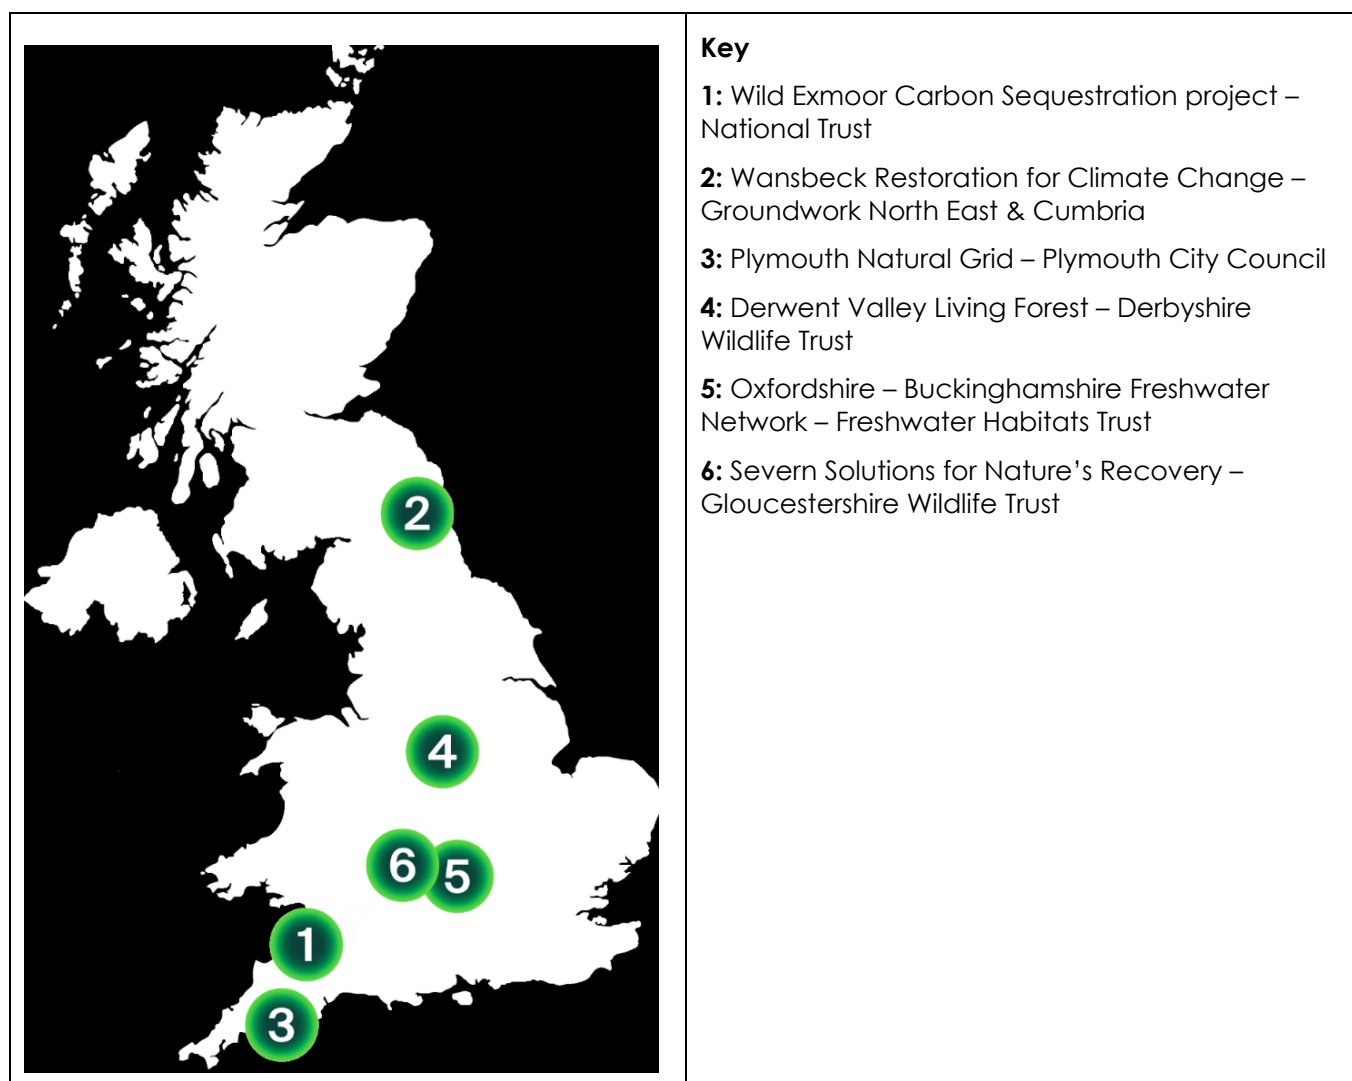 Key
1: Wild Exmoor Carbon Sequestration project –
National Trust
2: Wansbeck Restoration for Climate Change –
Groundwork North East & Cumbria
3: Plymouth Natural Grid – Plymouth City Council
4: Derwent Valley Living Forest – Derbyshire
Wildlife Trust
5: Oxfordshire – Buckinghamshire Freshwater
Network – Freshwater Habitats Trust
6: Severn Solutions for Nature’s Recovery –
Gloucestershire Wildlife Trust
2
4
6
5
1
3